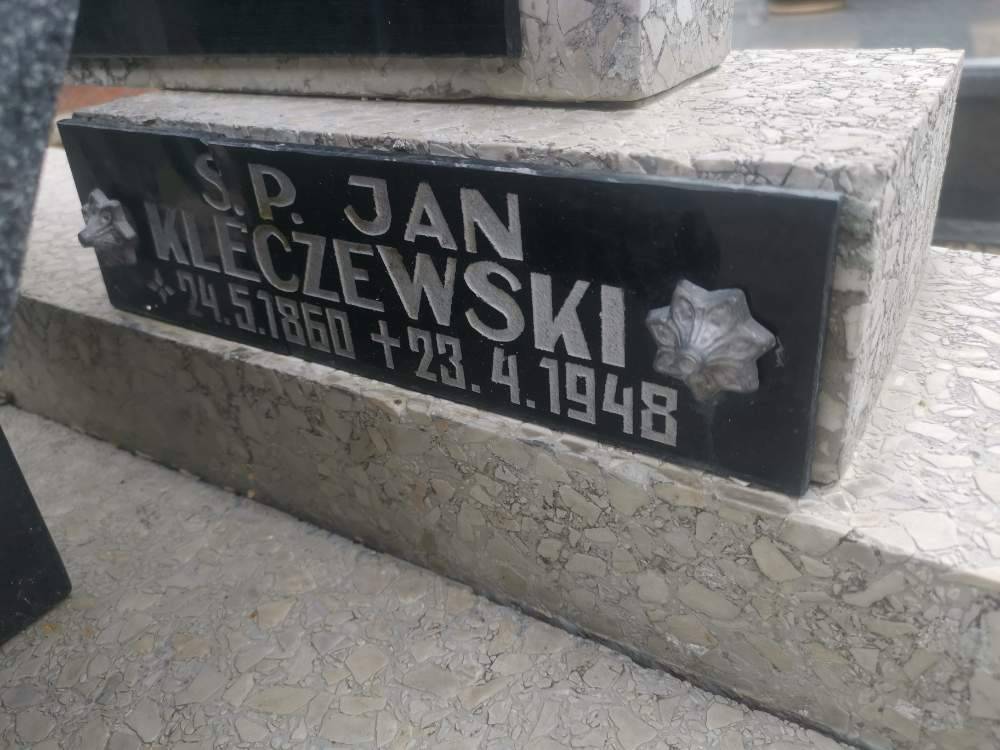 Ś.P. JAN
KLECZEWSKI
24.5.1860 + 23.4.1948